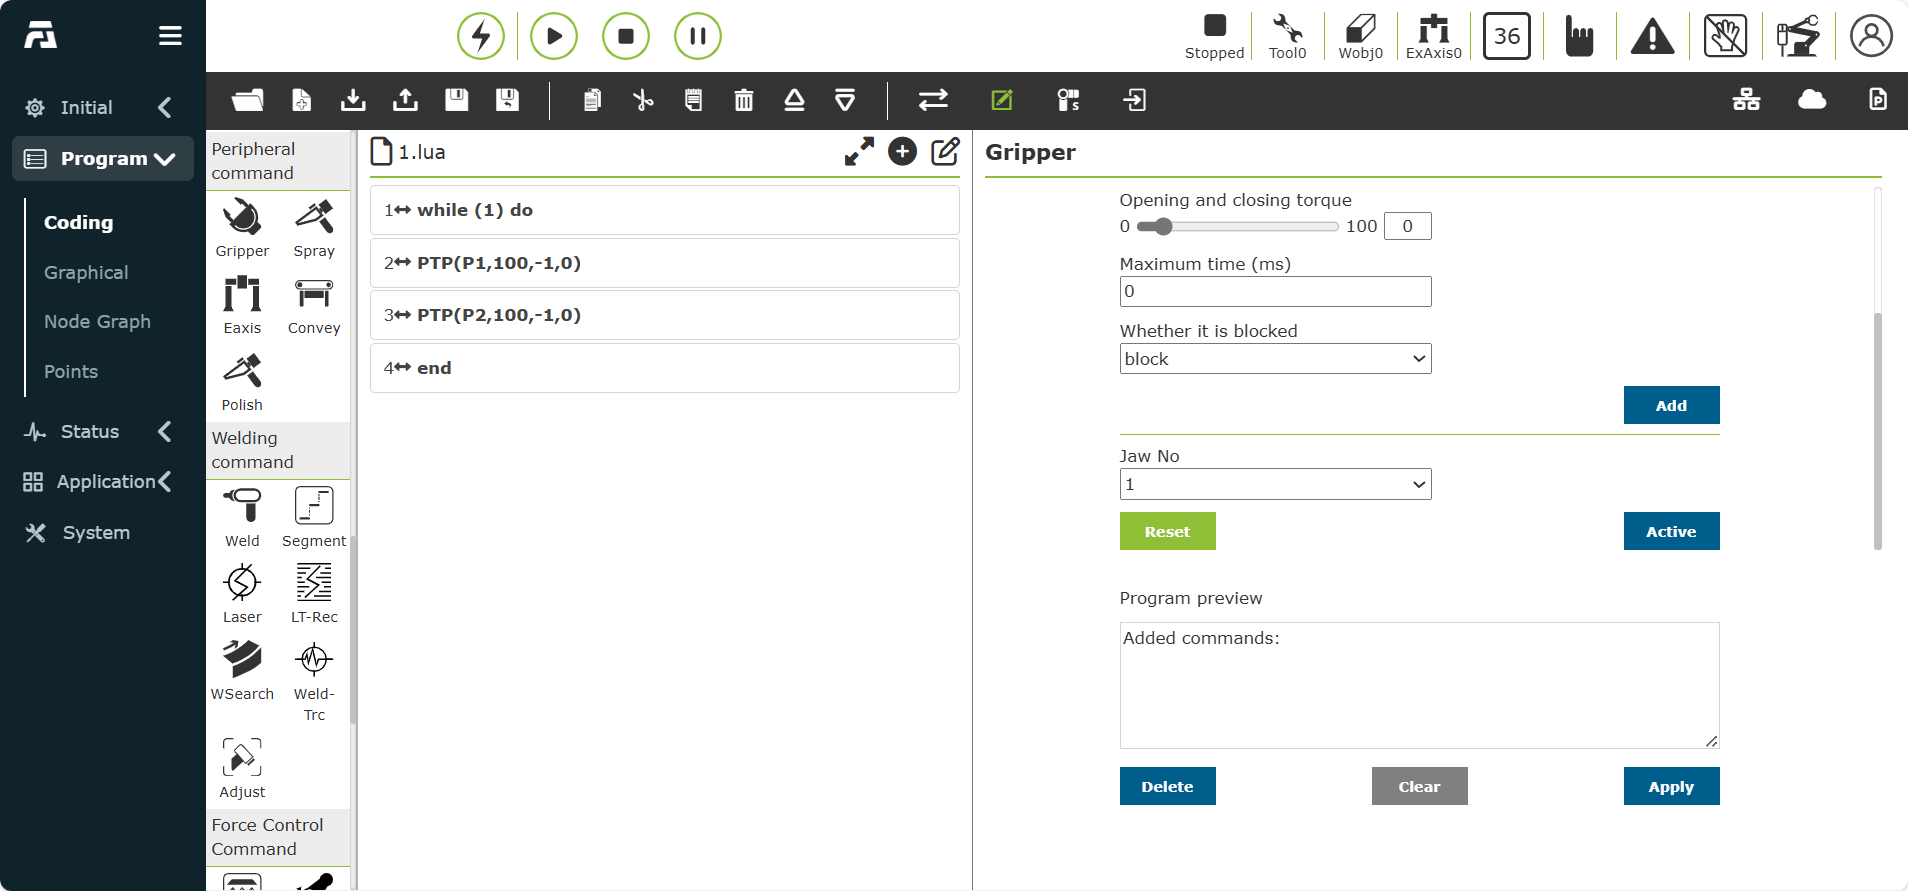 Stopped
Tool0
Wobj0
ExAxis0
36
Initial
Program
Coding
Graphical
Node Graph
Points
Status
Application
System
Peripheral
command
Gripper
Spray
Eaxis
Convey
Polish
Welding
command
Weld
Segment
Laser
LT-Rec
WSearch
Weld-
Trc
Adjust
Force Control
Command
1.lua
1 while (1) do
2 PTP(P1,100,-1,0)
3 PTP(P2,100,-1,0)
4 end
Gripper
Opening and closing torque
0 100 0
Maximum time (ms)
0
Whether it is blocked
block
Add
Jaw No
1
Reset
Active
Program preview
Added commands:
Delete
Clear
Apply